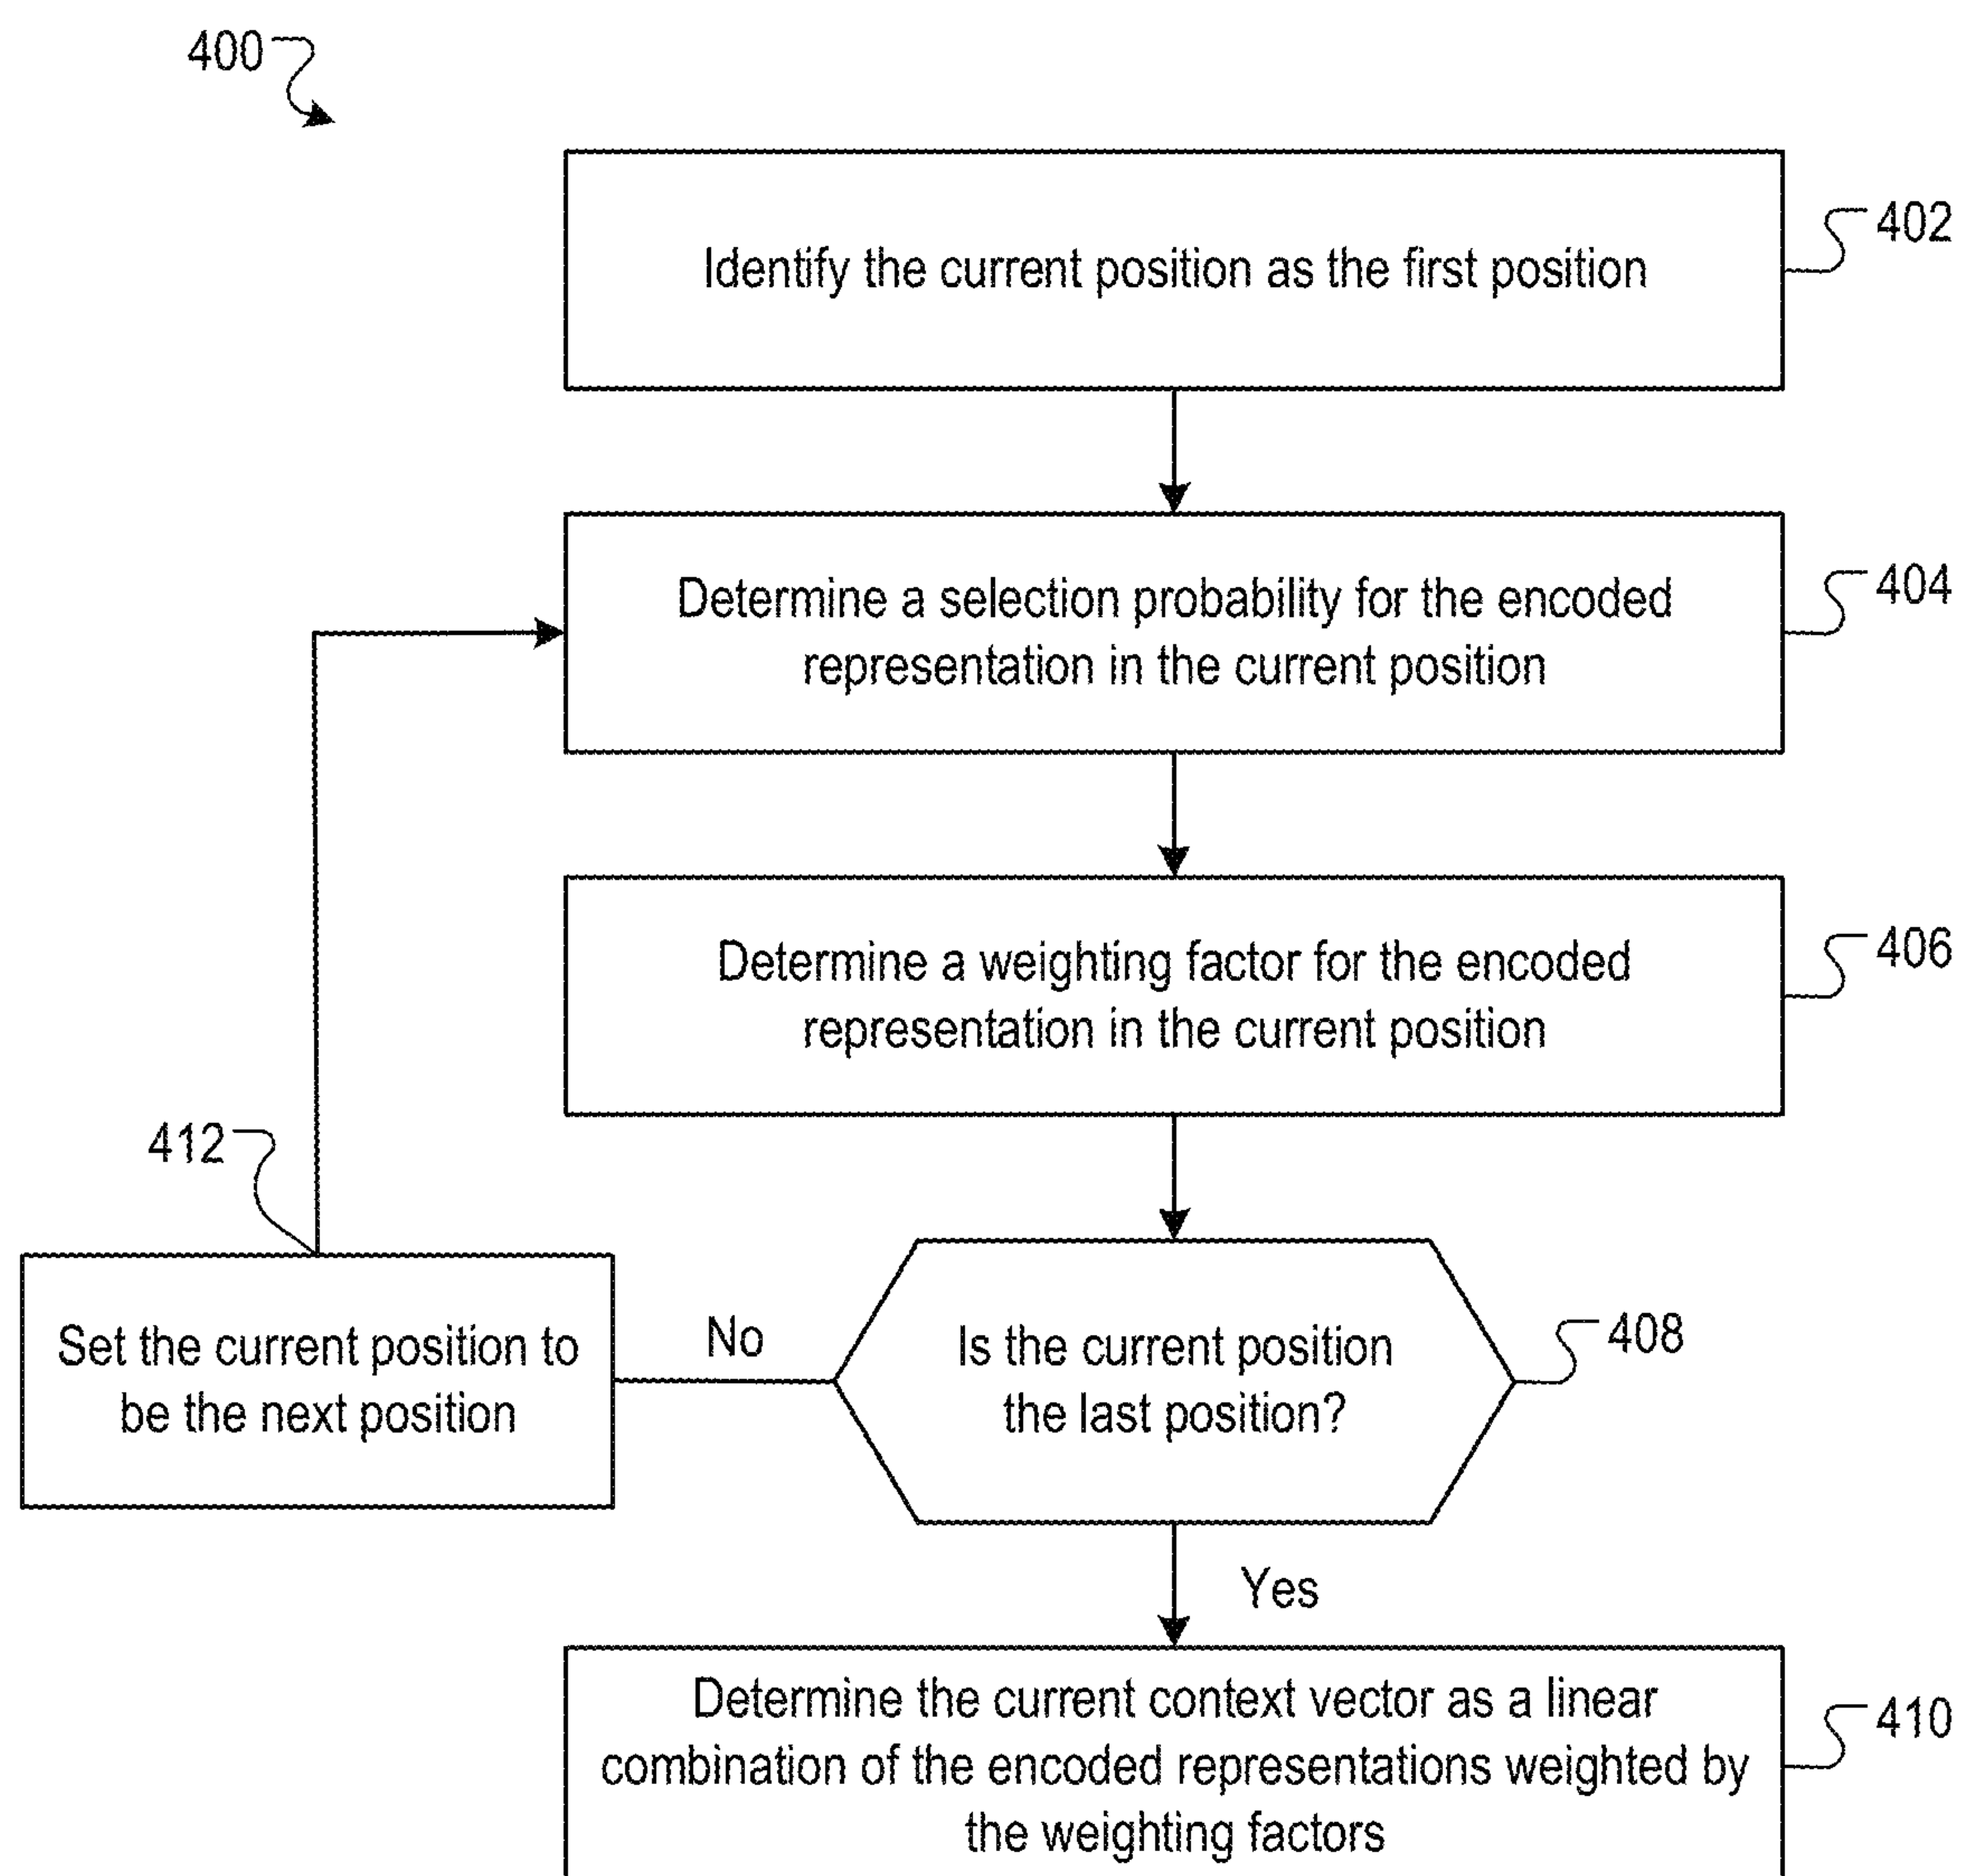 400
Identify the current position as the first position
402
Determine a selection probability for the encoded
representation in the current position
404
Determine a weighting factor for the encoded
representation in the current position
406
412
Set the current position to
be the next position
No
Is the current position
the last position?
408
Yes
Determine the current context vector as a linear
combination of the encoded representations weighted by
the weighting factors
410